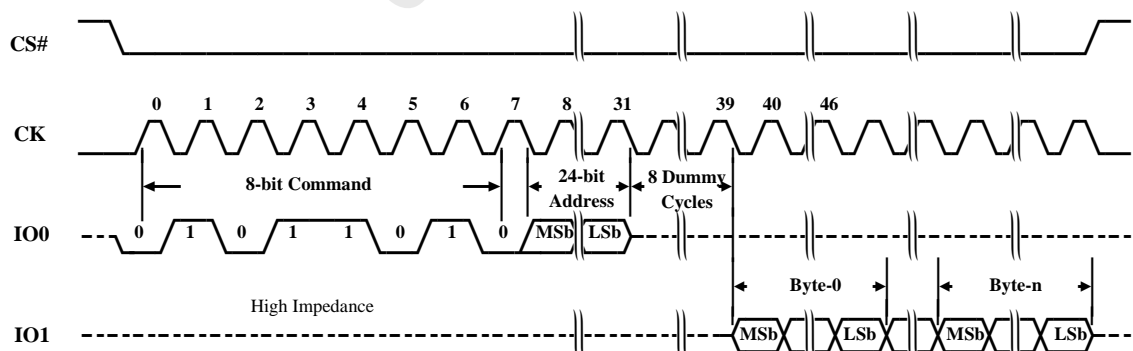 CS#
0 1 2 3 4 5 6 7 8 31 39 40 46
CK
8-bit Command
24-bit
Address
8 Dummy
Cycles
IO0
0 1 0 1 1 0 1 0 MSb LSb
Byte-0 Byte-n
High Impedance
IO1
MSb LSb MSb LSb